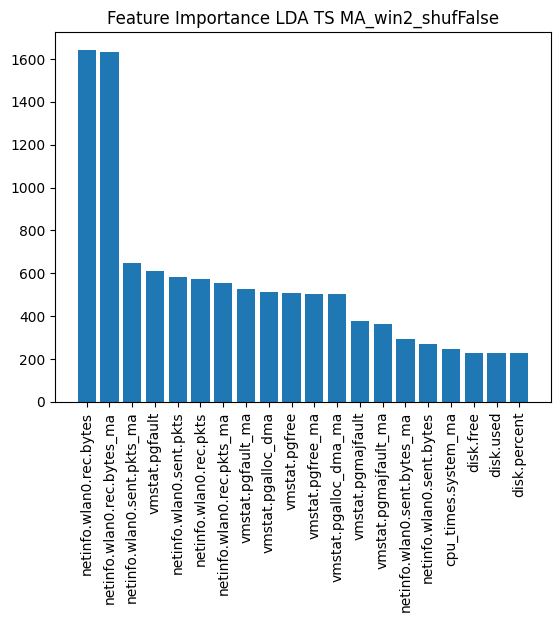 Feature Importance LDA TS MA_win2_shufFalse
1600
1400
1200
1000
800
600
400
200
0
netinfo.wlan0.rec.bytes
netinfo.wlan0.rec.bytes_ma
netinfo.wlan0.sent.pkts_ma
vmstat.pgfault
netinfo.wlan0.sent.pkts
netinfo.wlan0.rec.pkts
netinfo.wlan0.rec.pkts_ma
vmstat.pgfault_ma
vmstat.pgalloc_dma
vmstat.pgfree
vmstat.pgfree_ma
vmstat.pgalloc_dma_ma
vmstat.pgmajfault
vmstat.pgmajfault_ma
netinfo.wlan0.sent.bytes_ma
netinfo.wlan0.sent.bytes
cpu_times.system_ma
disk.free
disk.used
disk.percent